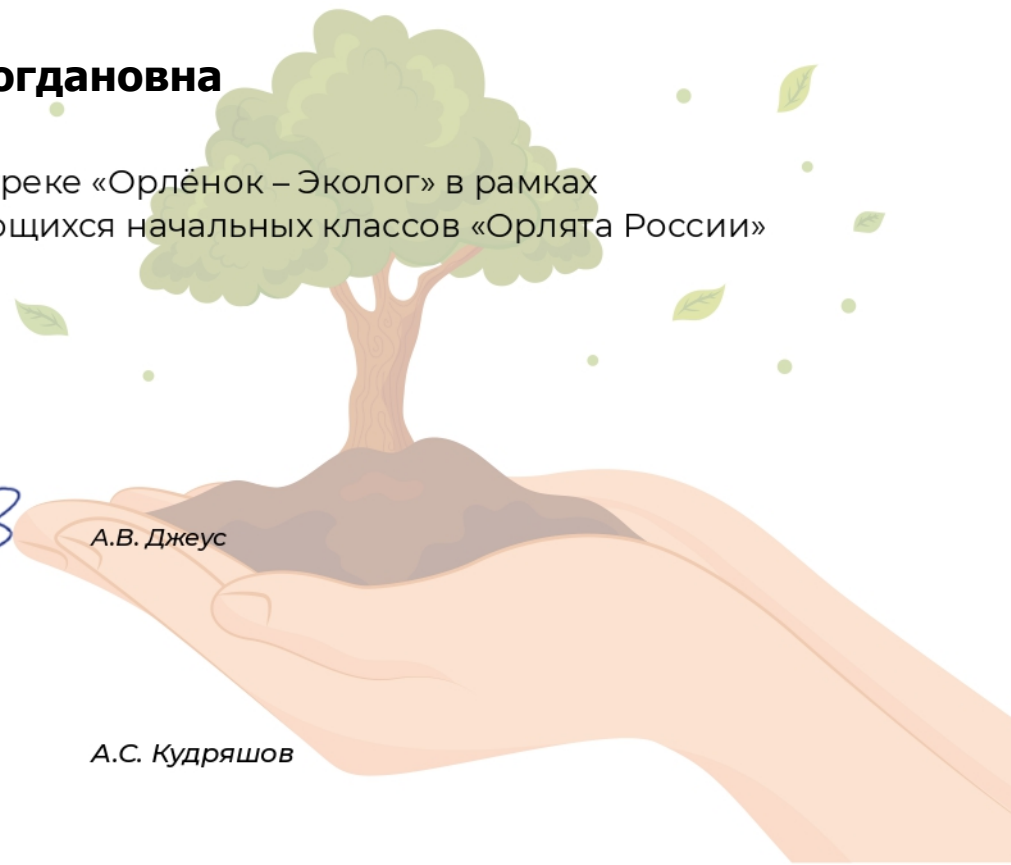 огдановна
реке «Орлёнок – Эколог» в рамках
ощихся начальных классов «Орлята России»
А.В. Джеус
А.С. Кудряшов